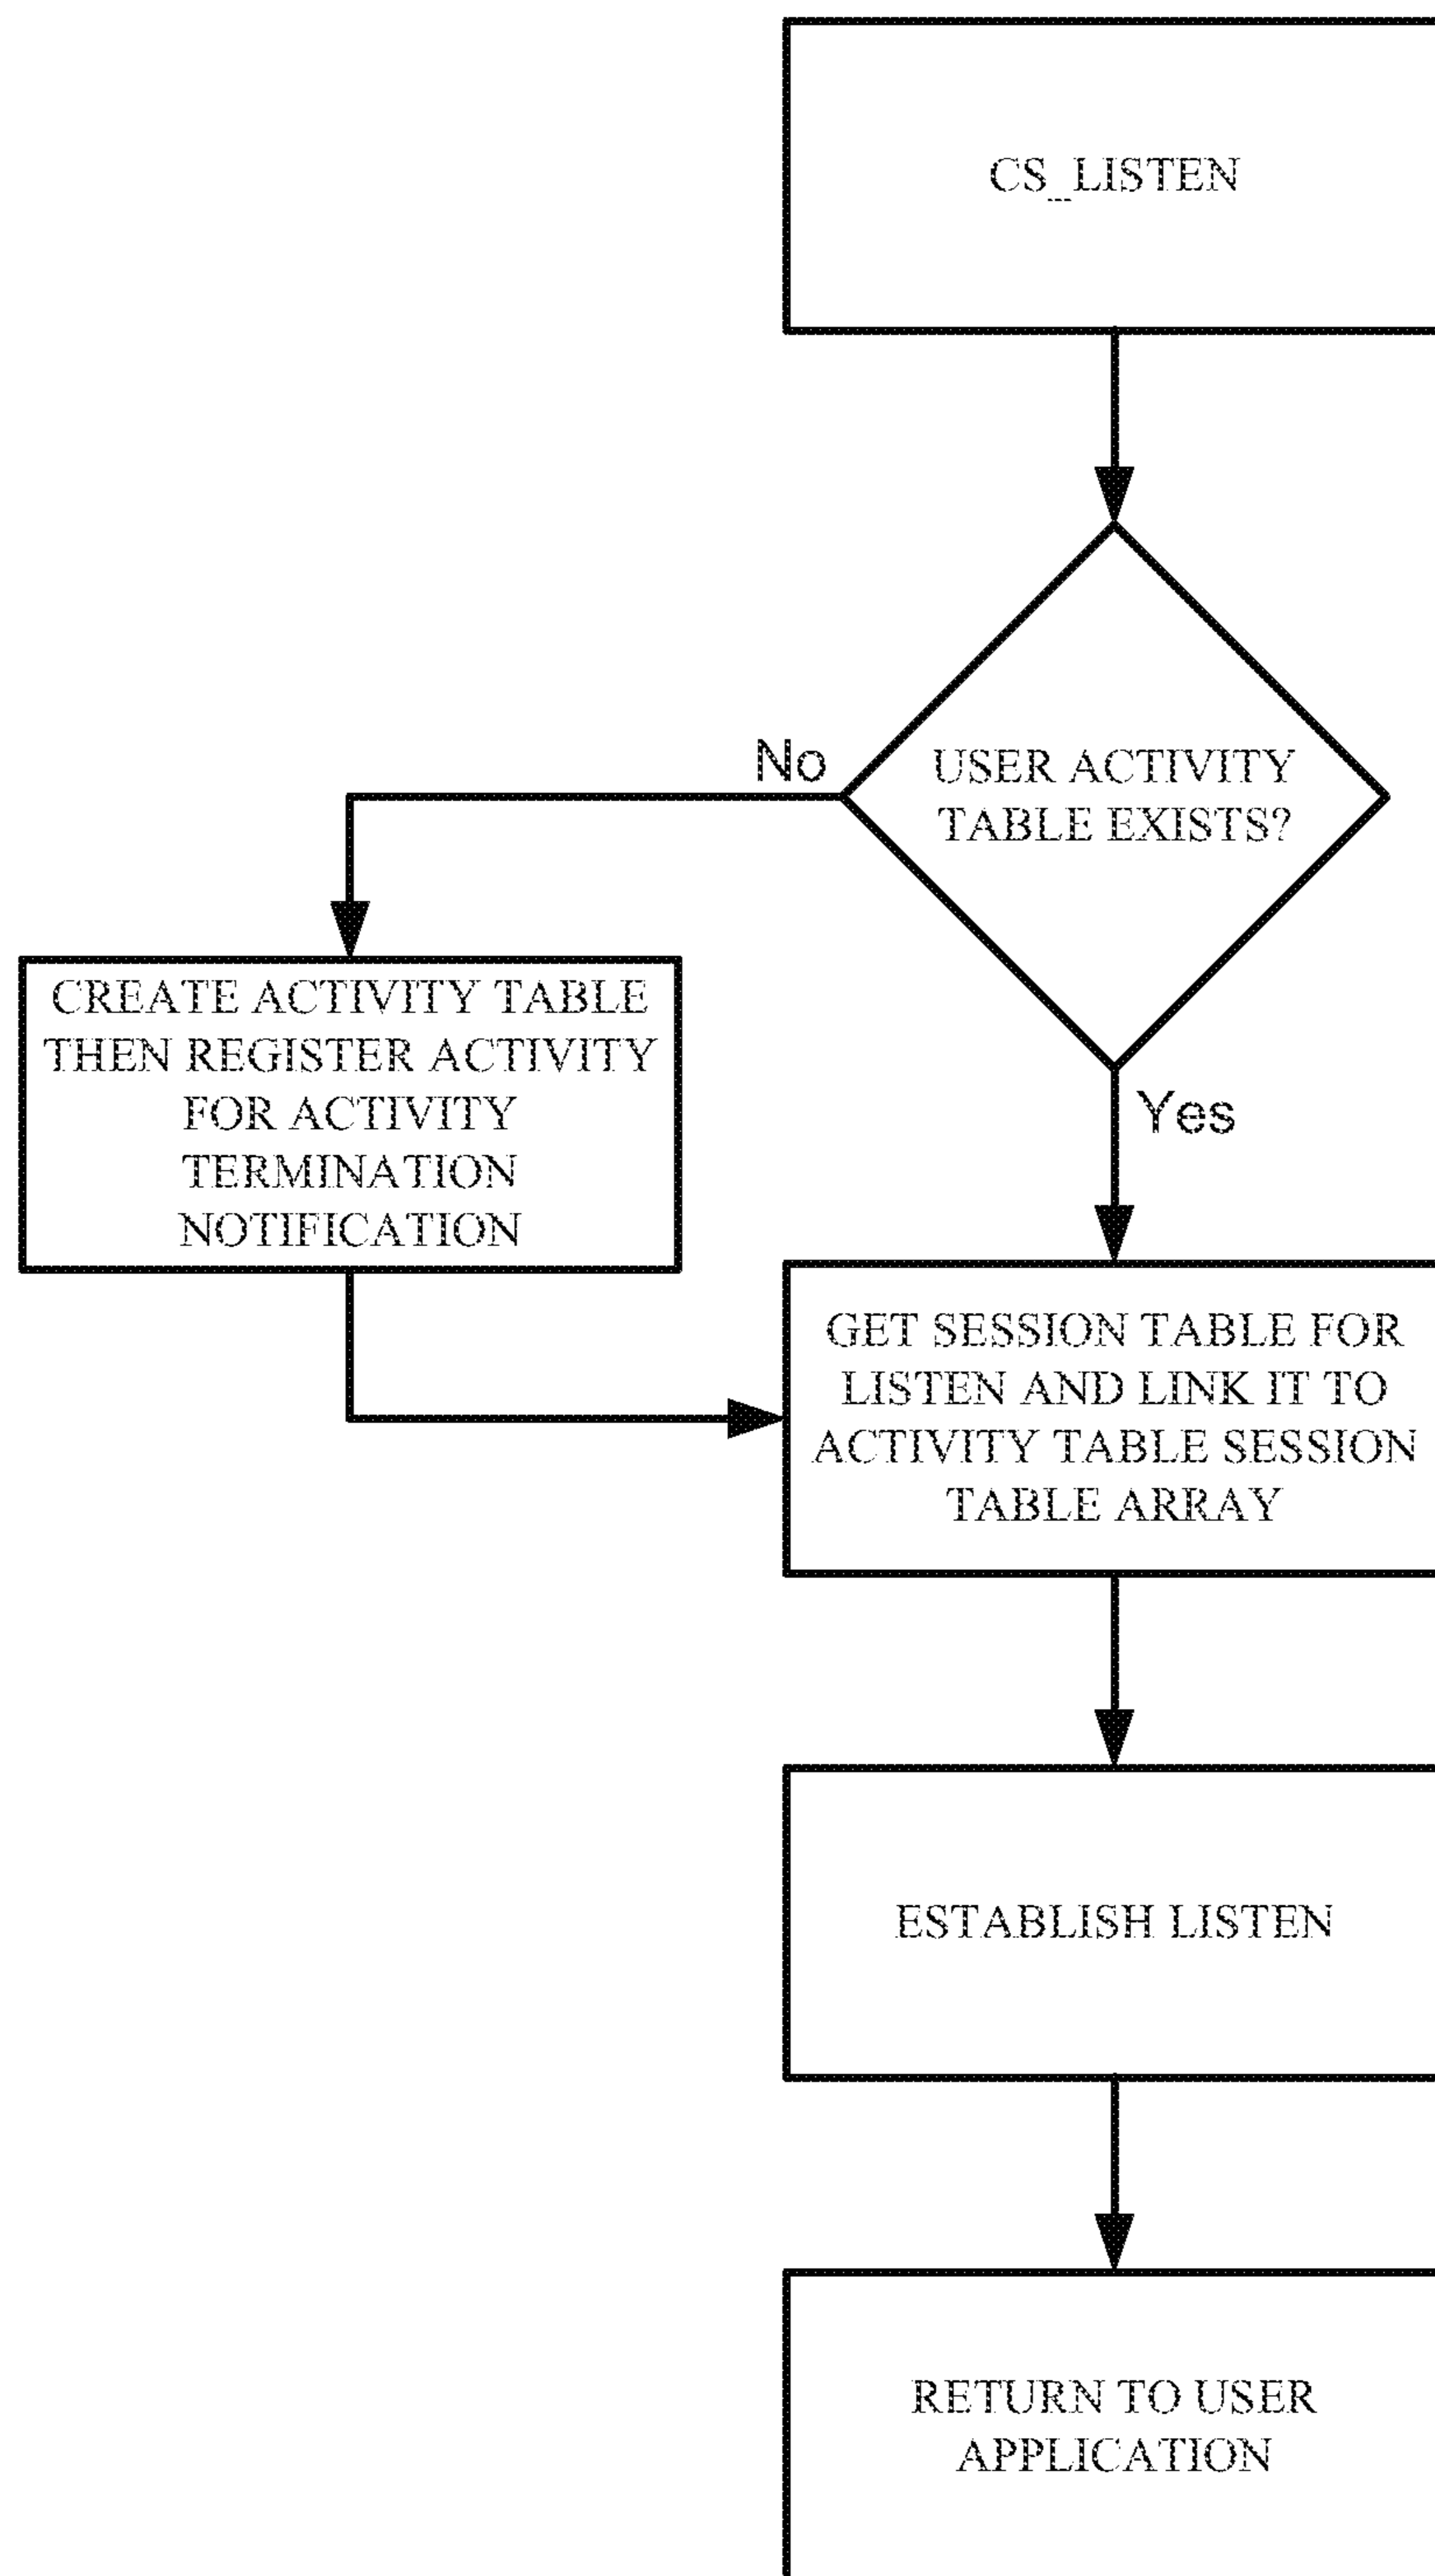 CS_LISTEN
USER ACTIVITY
TABLE EXISTS?
No
Yes
CREATE ACTIVITY TABLE
THEN REGISTER ACTIVITY
FOR ACTIVITY
TERMINATION
NOTIFICATION
GET SESSION TABLE FOR
LISTEN AND LINK IT TO
ACTIVITY TABLE SESSION
TABLE ARRAY
ESTABLISH LISTEN
RETURN TO USER
APPLICATION